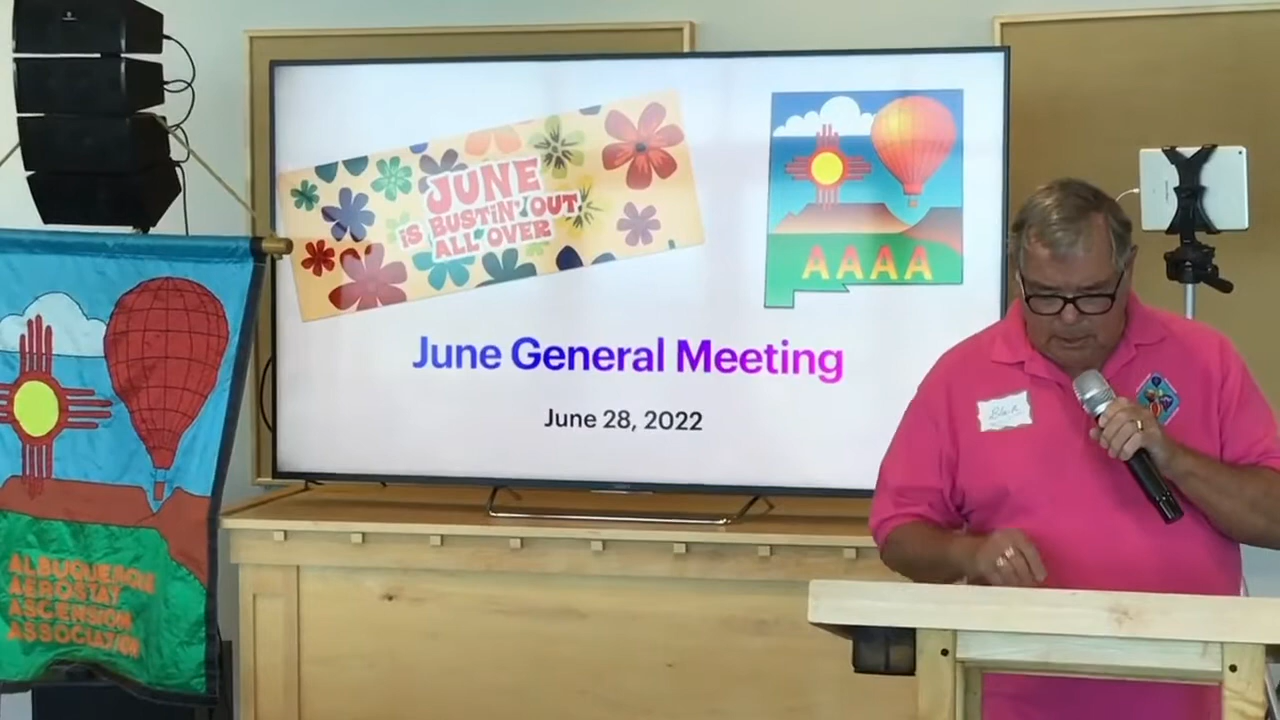 JUNE
IS BUSTIN' OUT
ALL OVER
AAAA
June General Meeting
June 28, 2022
ALBUQUERQUE
AEROSTAT
ASCENSION
ASSOCIATION